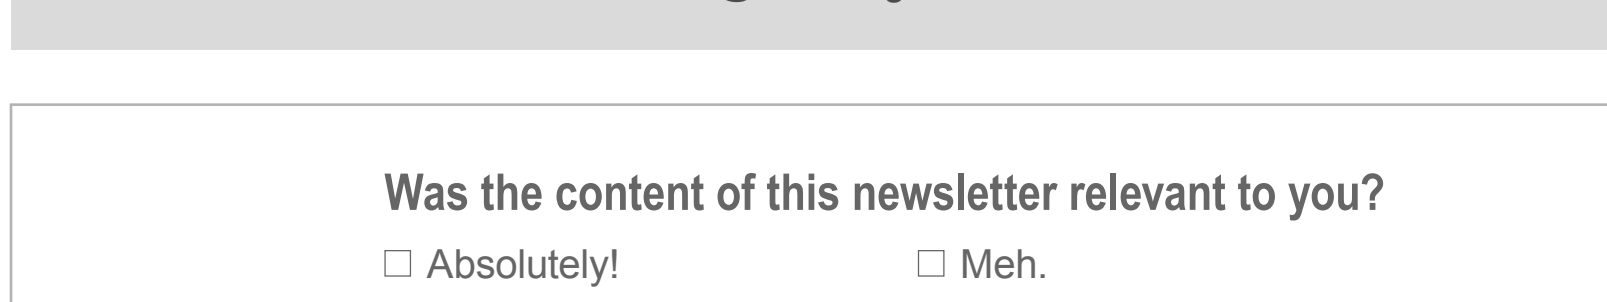 Was the content of this newsletter relevant to you?
☐ Absolutely! ☐ Meh.